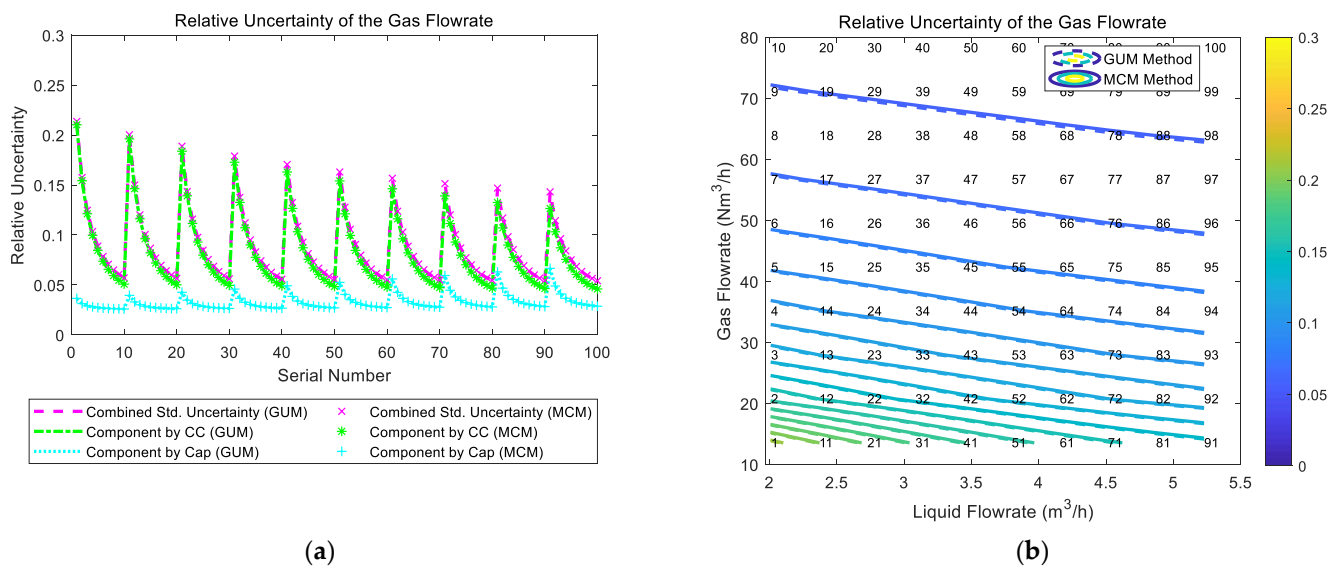 Relative Uncertainty of the Gas Flowrate
0.3
0.25
0.2
0.15
0.1
0.05
0
Relative Uncertainty
0 10 20 30 40 50 60 70 80 90 100
Serial Number
Combined Std. Uncertainty (GUM) Combined Std. Uncertainty (MCM)
Component by CC (GUM) Component by CC (MCM)
Component by Cap (GUM) Component by Cap (MCM)
(a)
Relative Uncertainty of the Gas Flowrate
80
70
60
50
40
30
20
10
Gas Flowrate (Nm³/h)
10 20 30 40 50 60 100
GUM Method
MCM Method
9 19 29 39 49 59 69 79 89 99
8 18 28 38 48 58 68 78 88 98
7 17 27 37 47 57 67 77 87 97
6 16 26 36 46 56 66 76 86 96
5 15 25 35 45 55 65 75 85 95
4 14 24 34 44 54 64 74 84 94
3 13 23 33 43 53 63 73 83 93
2 12 22 32 42 52 62 72 82 92
1 11 21 31 41 51 61 71 81 91
2 2.5 3 3.5 4 4.5 5 5.5
Liquid Flowrate (m³/h)
0.3
0.25
0.2
0.15
0.1
0.05
0
(b)